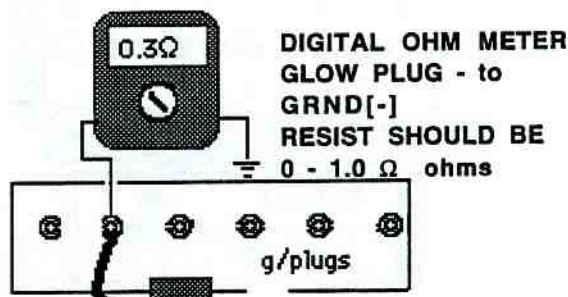 0.3Ω
DIGITAL OHM METER
GLOW PLUG - to
GRND[-]
RESIST SHOULD BE
0 - 1.0 Ω ohms
g/plugs